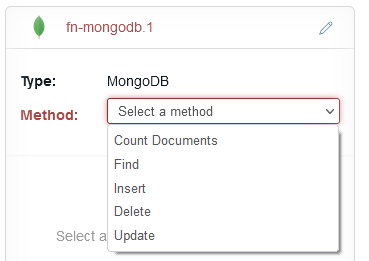 fn-mongodb.1
Type: MongoDB
Method: Select a method
Count Documents
Find
Insert
Delete
Update
Select a